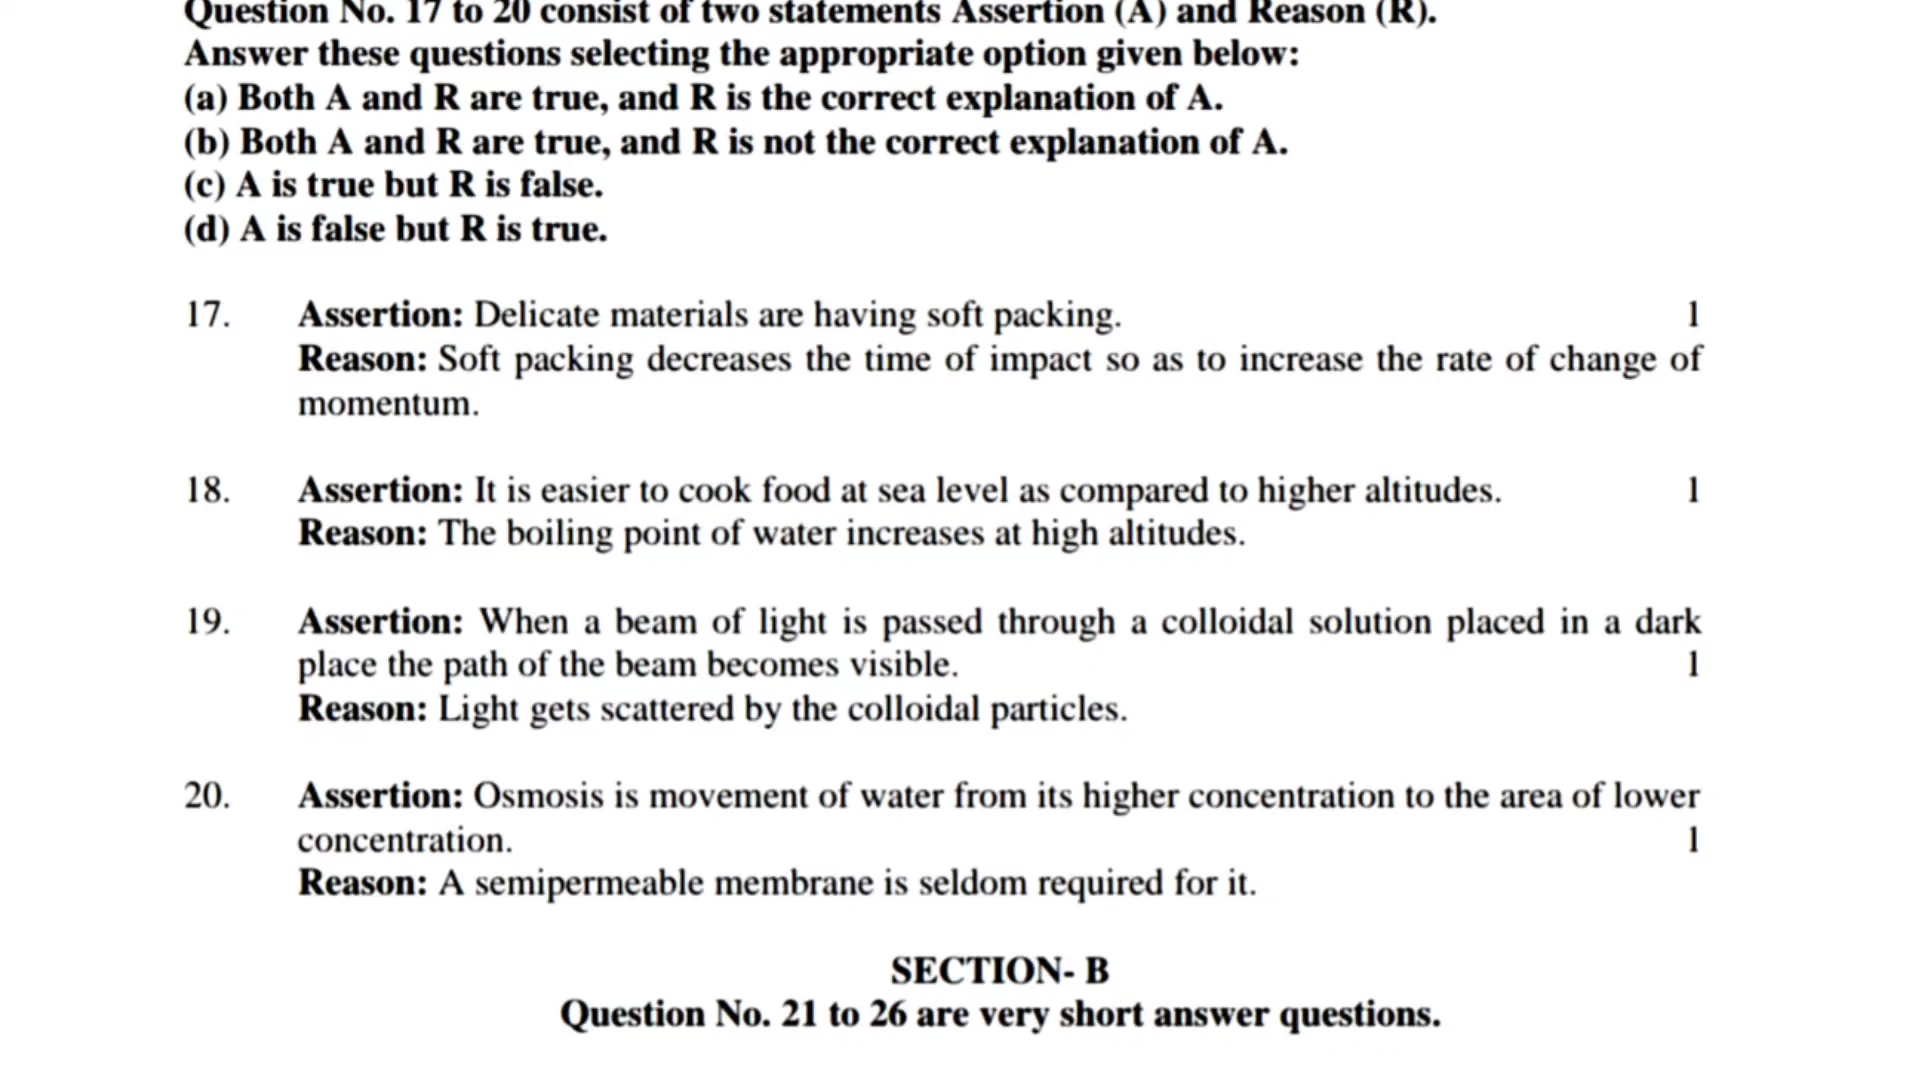 Question No. 17 to 20 consist of two statements Assertion (A) and Reason (R).
Answer these questions selecting the appropriate option given below:
(a) Both A and R are true, and R is the correct explanation of A.
(b) Both A and R are true, and R is not the correct explanation of A.
(c) A is true but R is false.
(d) A is false but R is true.
17. Assertion: Delicate materials are having soft packing. 1
Reason: Soft packing decreases the time of impact so as to increase the rate of change of
momentum.
18. Assertion: It is easier to cook food at sea level as compared to higher altitudes. 1
Reason: The boiling point of water increases at high altitudes.
19. Assertion: When a beam of light is passed through a colloidal solution placed in a dark
place the path of the beam becomes visible. 1
Reason: Light gets scattered by the colloidal particles.
20. Assertion: Osmosis is movement of water from its higher concentration to the area of lower
concentration. 1
Reason: A semipermeable membrane is seldom required for it.
SECTION- B
Question No. 21 to 26 are very short answer questions.